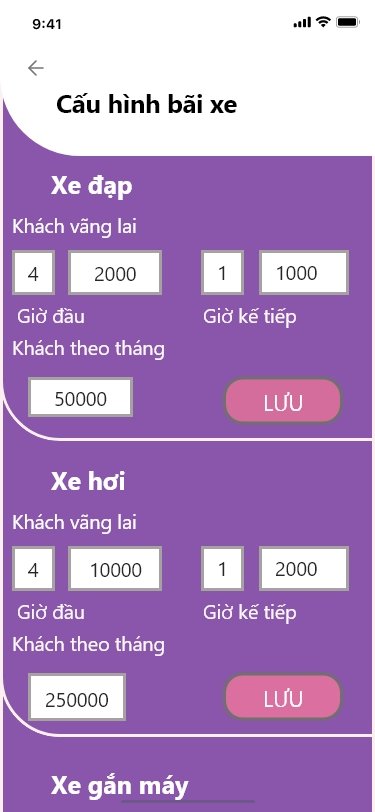 9:41
Cấu hình bãi xe
Xe đạp
Khách vãng lai
4 2000 1 1000
Giờ đầu Giờ kế tiếp
Khách theo tháng
50000 LƯU
Xe hơi
Khách vãng lai
4 10000 1 2000
Giờ đầu Giờ kế tiếp
Khách theo tháng
250000 LƯU
Xe gắn máy